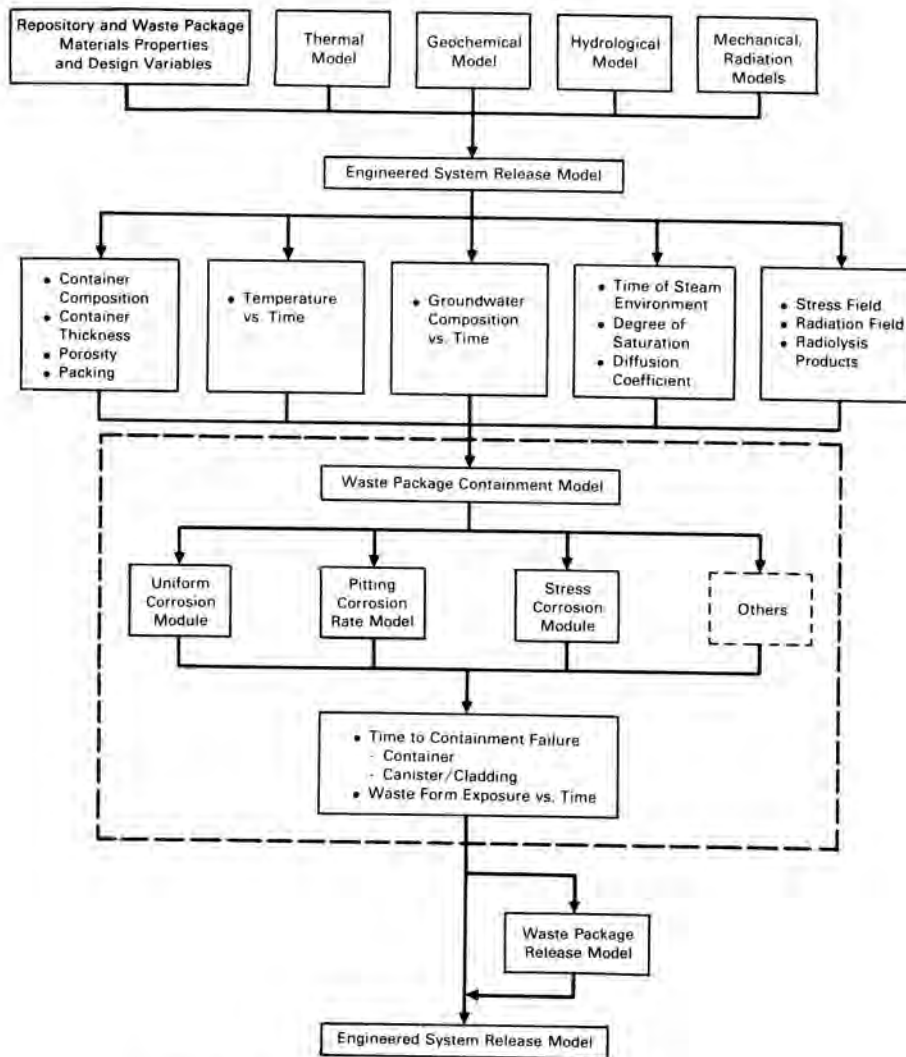 Repository and Waste Package
Materials Properties
and Design Variables
Thermal
Model
Geochemical
Model
Hydrological
Model
Mechanical,
Radiation
Models
Engineered System Release Model
• Container
Composition
• Container
Thickness
• Porosity
• Packing
• Temperature
vs. Time
• Groundwater
Composition
vs. Time
• Time of Steam
Environment
• Degree of
Saturation
• Diffusion
Coefficient
• Stress Field
• Radiation Field
• Radiolysis
Products
Waste Package Containment Model
Uniform
Corrosion
Module
Pitting
Corrosion
Rate Model
Stress
Corrosion
Module
Others
• Time to Containment Failure
- Container
- Canister/Cladding
• Waste Form Exposure vs. Time
Waste Package
Release Model
Engineered System Release Model